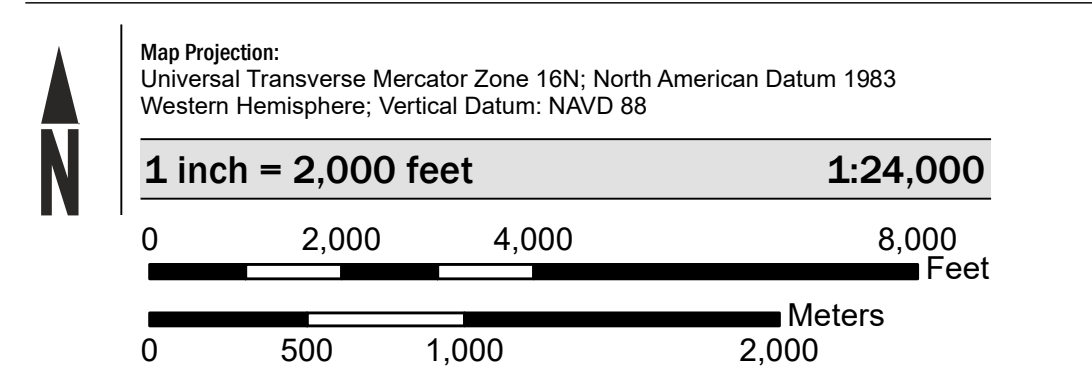 N
Map Projection:
Universal Transverse Mercator Zone 16N; North American Datum 1983
Western Hemisphere; Vertical Datum: NAVD 88
1 inch = 2,000 feet 1:24,000
0 2,000 4,000 8,000
Feet
Meters
0 500 1,000 2,000